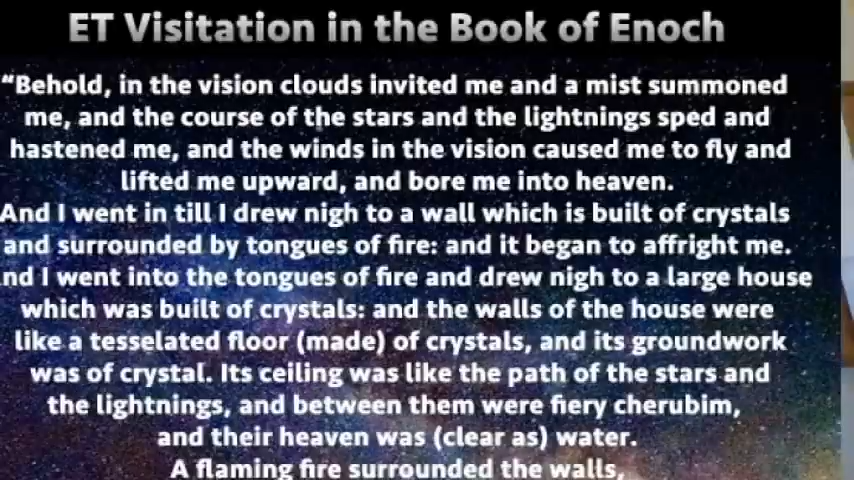 ET Visitation in the Book of Enoch
“Behold, in the vision clouds invited me and a mist summoned
me, and the course of the stars and the lightnings sped and
hastened me, and the winds in the vision caused me to fly and
lifted me upward, and bore me into heaven.
And I went in till I drew nigh to a wall which is built of crystals
and surrounded by tongues of fire: and it began to affright me.
nd I went into the tongues of fire and drew nigh to a large house
which was built of crystals: and the walls of the house were
like a tesselated floor (made) of crystals, and its groundwork
was of crystal. Its ceiling was like the path of the stars and
the lightnings, and between them were fiery cherubim,
and their heaven was (clear as) water.
A flaming fire surrounded the walls,